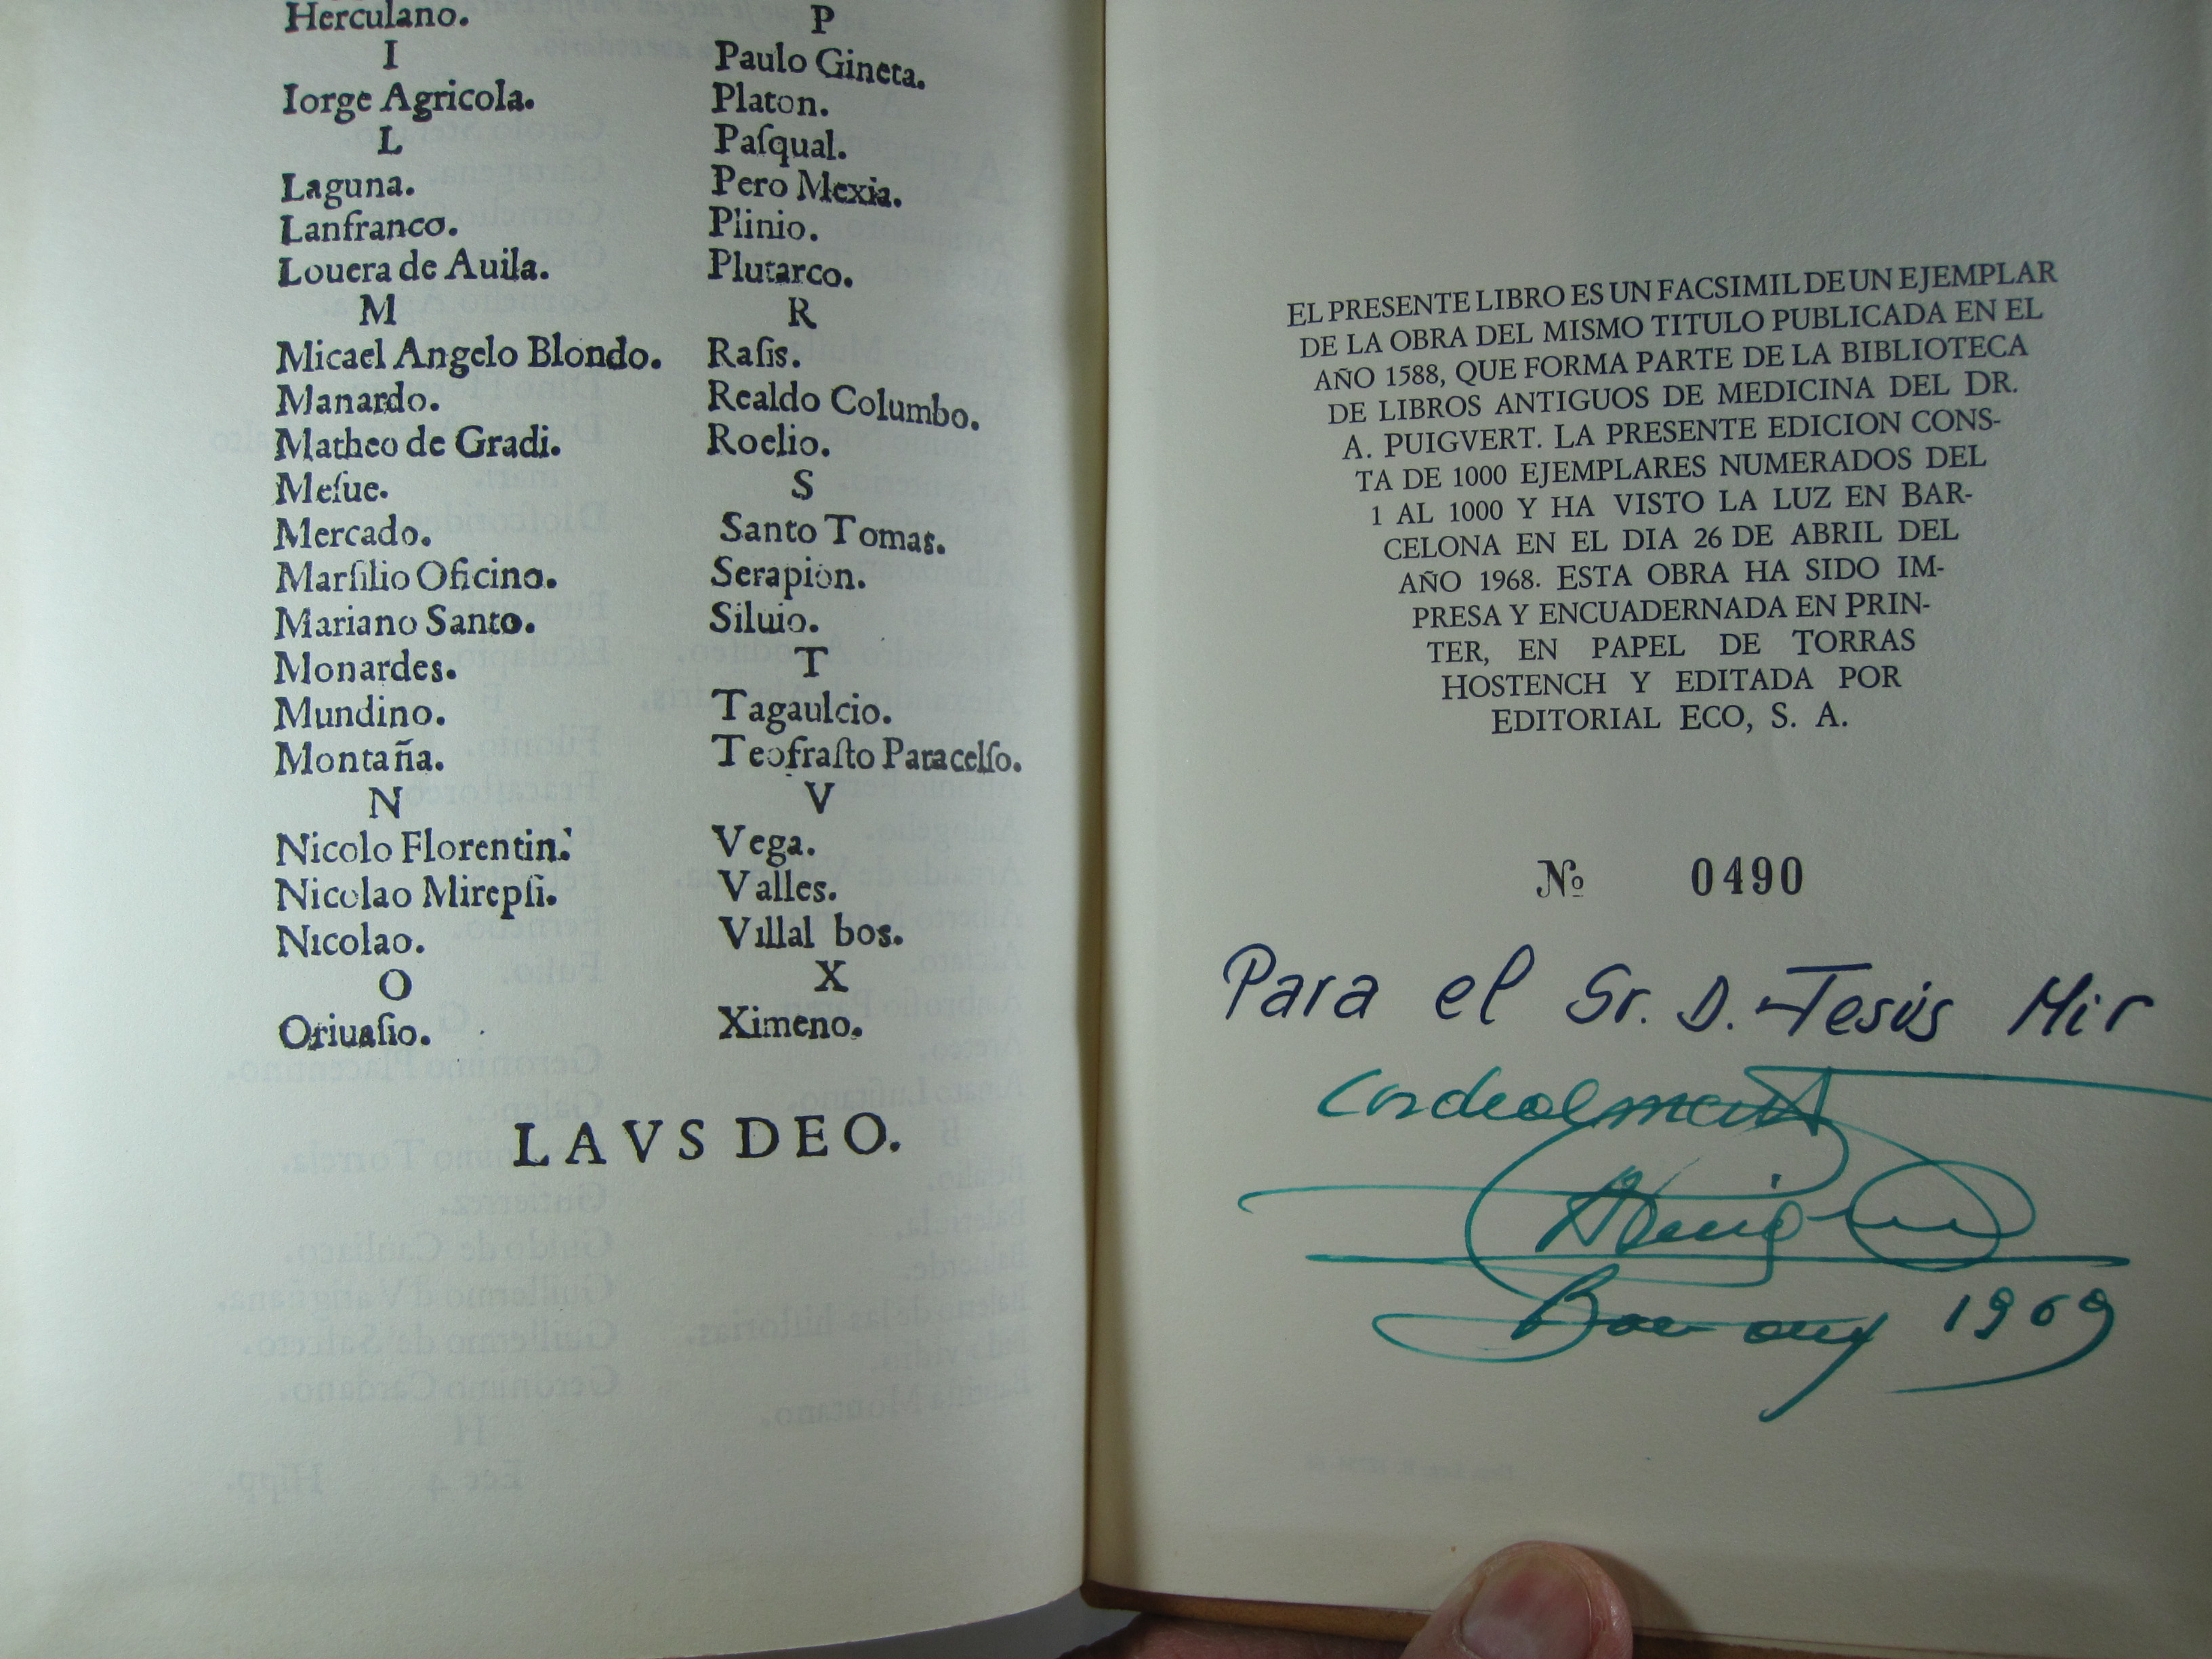 Herculano.
I
Iorge Agricola.
L
Laguna.
Lanfranco.
Louera de Auila.
M
Micael Angelo Blondo.
Manardo.
Matheo de Gradi.
Meſue.
Mercado.
Marſilio Oficino.
Mariano Santo.
Monardes.
Mundino.
Montaña.
N
Nicolo Florentin.
Nicolao Mirepſi.
Nicolao.
O
Oriuaſio.
P
Paulo Gineta.
Platon.
Paſqual.
Pero Mexia.
Plinio.
Plutarco.
R
Raſis.
Realdo Columbo.
Roelio.
S
Santo Tomas.
Serapion.
Siluio.
T
Tagaulcio.
Teofraſto Paracelſo.
V
Vega.
Valles.
Villal bos.
X
Ximeno.
LAVS DEO.
EL PRESENTE LIBRO ES UN FACSIMIL DE UN EJEMPLAR
DE LA OBRA DEL MISMO TITULO PUBLICADA EN EL
AÑO 1588, QUE FORMA PARTE DE LA BIBLIOTECA
DE LIBROS ANTIGUOS DE MEDICINA DEL DR.
A. PUIGVERT. LA PRESENTE EDICION CONS-
TA DE 1000 EJEMPLARES NUMERADOS DEL
1 AL 1000 Y HA VISTO LA LUZ EN BAR-
CELONA EN EL DIA 26 DE ABRIL DEL
AÑO 1968. ESTA OBRA HA SIDO IM-
PRESA Y ENCUADERNADA EN PRIN-
TER, EN PAPEL DE TORRAS
HOSTENCH Y EDITADA POR
EDITORIAL ECO, S. A.
Nº 0490
Para el Sr. D. Jesús Mir
Cordialmente
1969